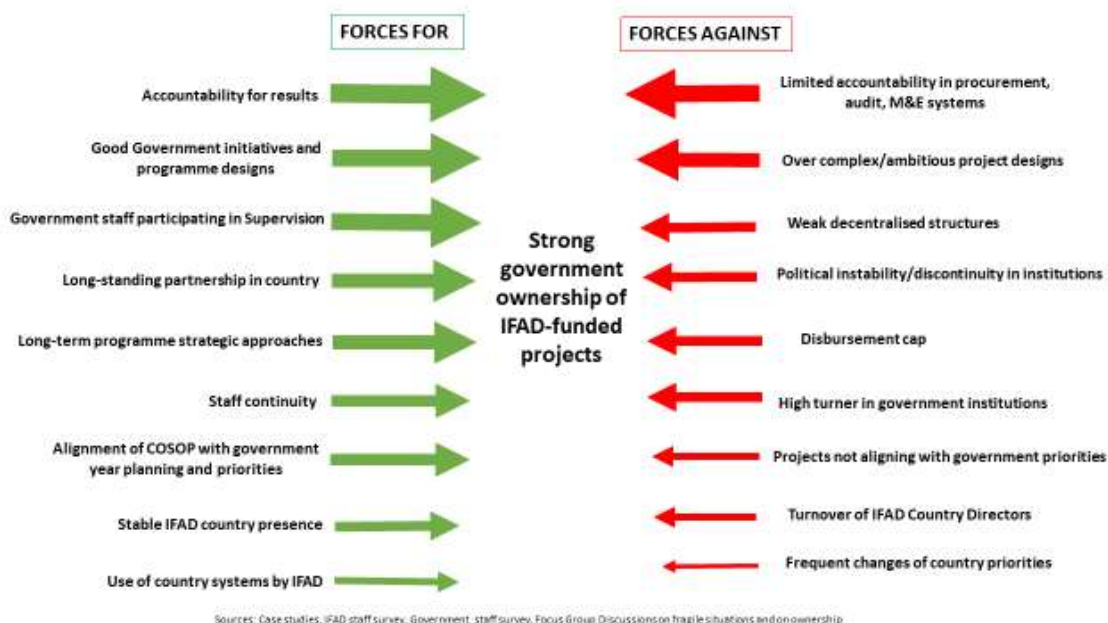 FORCES FOR
FORCES AGAINST
Accountability for results
Good Government initiatives and
programme designs
Government staff participating in Supervision
Long-standing partnership in country
Long-term programme strategic approaches
Staff continuity
Alignment of COSOP with government
year planning and priorities
Stable IFAD country presence
Use of country systems by IFAD
Strong
government
ownership of
IFAD-funded
projects
Limited accountability in procurement,
audit, M&E systems
Over complex/ambitious project designs
Weak decentralised structures
Political instability/discontinuity in institutions
Disbursement cap
High turner in government institutions
Projects not aligning with government priorities
Turnover of IFAD Country Directors
Frequent changes of country priorities
Sources: Case studies, IFAD staff survey, Government staff survey, Focus Group Discussions on fragile situations and on ownership